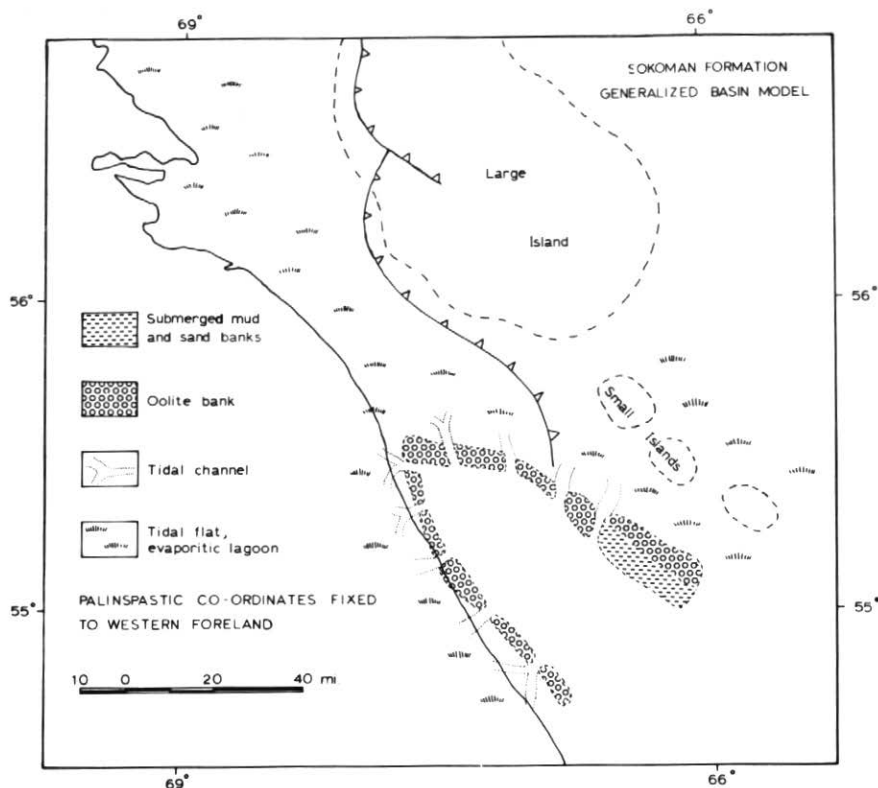 69°
66°
SOKOMAN FORMATION
GENERALIZED BASIN MODEL
Large
Island
56°
56°
Submerged mud
and sand banks
Small
Islands
Oolite bank
Tidal channel
Tidal flat,
evaporitic lagoon
55°
55°
PALINSPASTIC CO-ORDINATES FIXED
TO WESTERN FORELAND
10 0 20 40 mi.
69°
66°